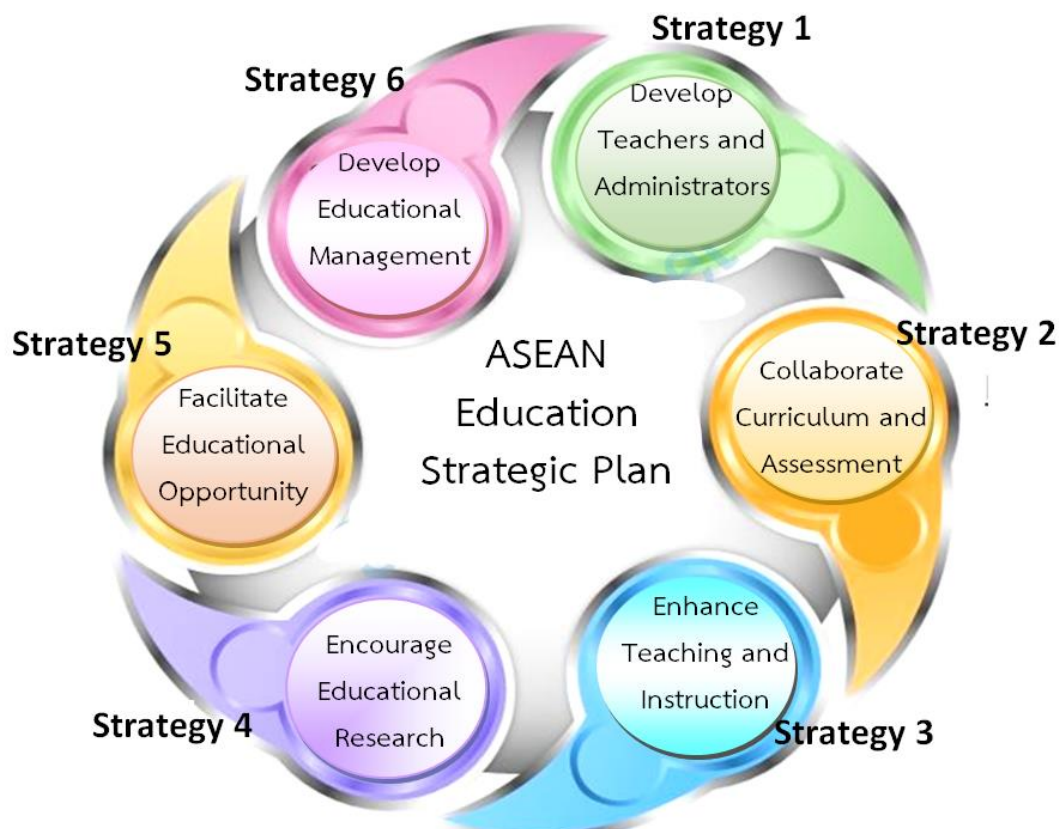 Strategy 1
Develop
Teachers and
Administrators
Strategy 2
Collaborate
Curriculum and
Assessment
Strategy 3
Enhance
Teaching and
Instruction
Strategy 4
Encourage
Educational
Research
Strategy 5
Facilitate
Educational
Opportunity
Strategy 6
Develop
Educational
Management
ASEAN
Education
Strategic Plan